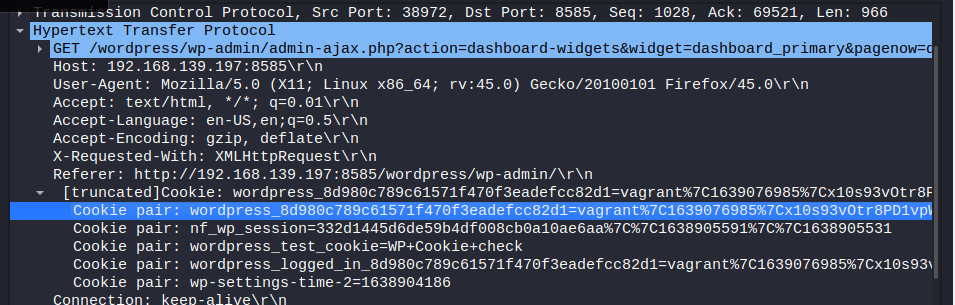 Transmission Control Protocol, Src Port: 38972, Dst Port: 8585, Seq: 1028, Ack: 69521, Len: 966
Hypertext Transfer Protocol
GET /wordpress/wp-admin/admin-ajax.php?action=dashboard-widgets&widget=dashboard_primary&pagenow=d
Host: 192.168.139.197:8585\r\n
User-Agent: Mozilla/5.0 (X11; Linux x86_64; rv:45.0) Gecko/20100101 Firefox/45.0\r\n
Accept: text/html, */*; q=0.01\r\n
Accept-Language: en-US,en;q=0.5\r\n
Accept-Encoding: gzip, deflate\r\n
X-Requested-With: XMLHttpRequest\r\n
Referer: http://192.168.139.197:8585/wordpress/wp-admin/\r\n
[truncated]Cookie: wordpress_8d980c789c61571f470f3eadefcc82d1=vagrant%7C1639076985%7Cx10s93vOtr8P
Cookie pair: wordpress_8d980c789c61571f470f3eadefcc82d1=vagrant%7C1639076985%7Cx10s93vOtr8PD1vpW
Cookie pair: nf_wp_session=332d1445d6de59b4df008cb0a10ae6aa%7C%7C1638905591%7C%7C1638905531
Cookie pair: wordpress_test_cookie=WP+Cookie+check
Cookie pair: wordpress_logged_in_8d980c789c61571f470f3eadefcc82d1=vagrant%7C1639076985%7Cx10s93v
Cookie pair: wp-settings-time-2=1638904186
Connection: keep-alive\r\n